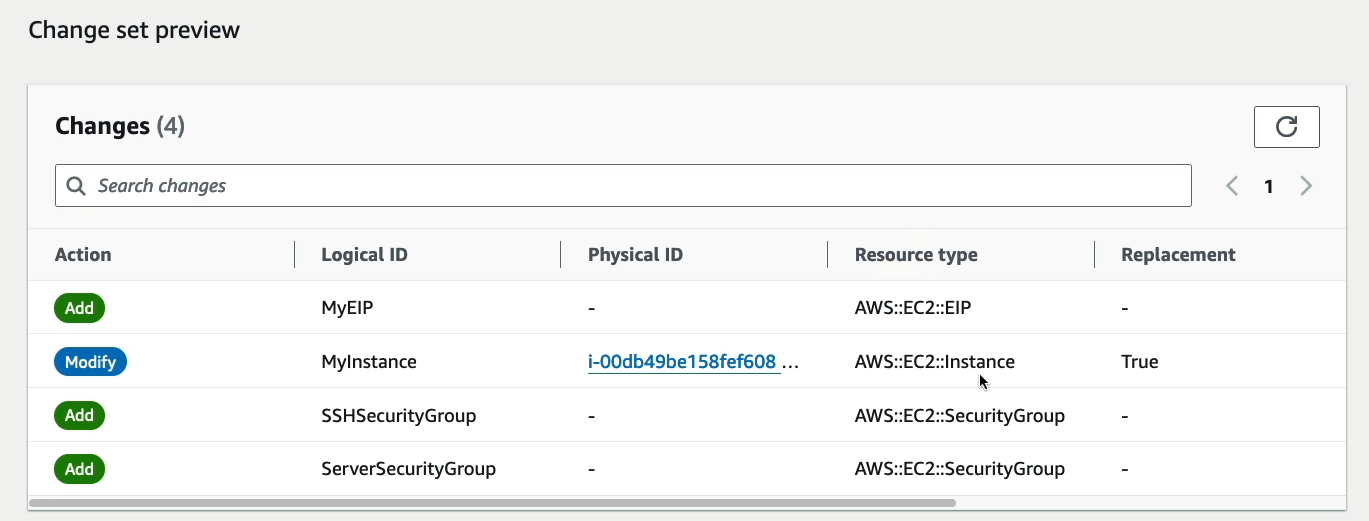 Change set preview
Changes (4)
Search changes
1
Action Logical ID Physical ID Resource type Replacement
Add MyEIP - AWS::EC2::EIP -
Modify MyInstance i-00db49be158fef608 ... AWS::EC2::Instance True
Add SSHSecurityGroup - AWS::EC2::SecurityGroup -
Add ServerSecurityGroup - AWS::EC2::SecurityGroup -